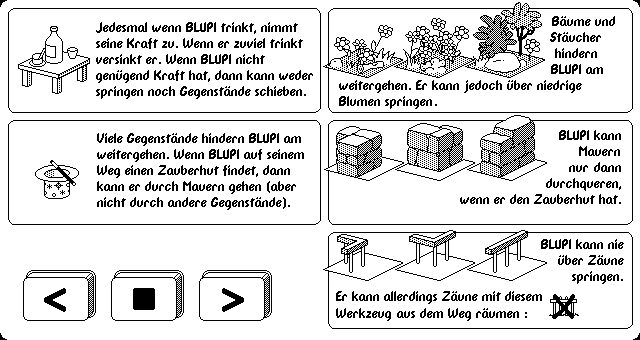 Jedesmal wenn BLUPI trinkt, nimmt
seine Kraft zu. Wenn er zuviel trinkt
versinkt er. Wenn BLUPI nicht
genügend Kraft hat, dann kann weder
springen noch Gegenstände schieben.
Bäume und
Stäucher
hindern
BLUPI am
weitergehen. Er kann jedoch über niedrige
Blumen springen.
Viele Gegenstände hindern BLUPI am
weitergehen. Wenn BLUPI auf seinem
Weg einen Zauberhut findet, dann
kann er durch Mauern gehen (aber
nicht durch andere Gegenstände).
BLUPI kann
Mauern
nur dann
durchqueren,
wenn er den Zauberhut hat.
BLUPI kann nie
über Zäune
springen.
Er kann allerdings Zäune mit diesem
Werkzeug aus dem Weg räumen :
< ■ >